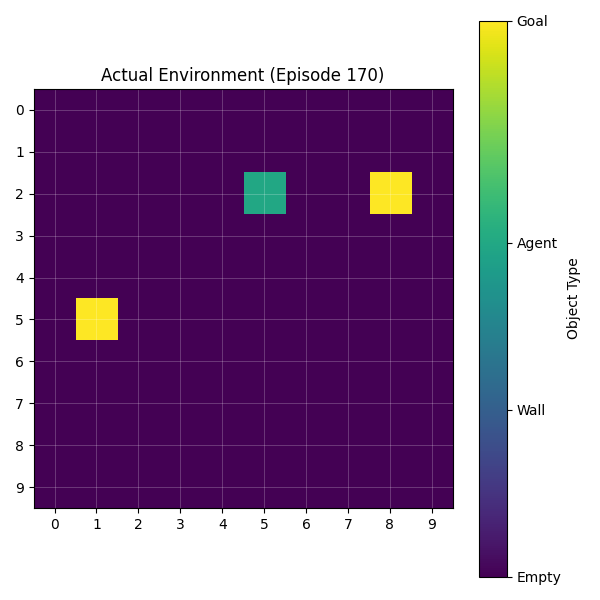 Actual Environment (Episode 170)
0
1
2
3
4
5
6
7
8
9
0 1 2 3 4 5 6 7 8 9
Goal
Agent
Wall
Empty
Object Type